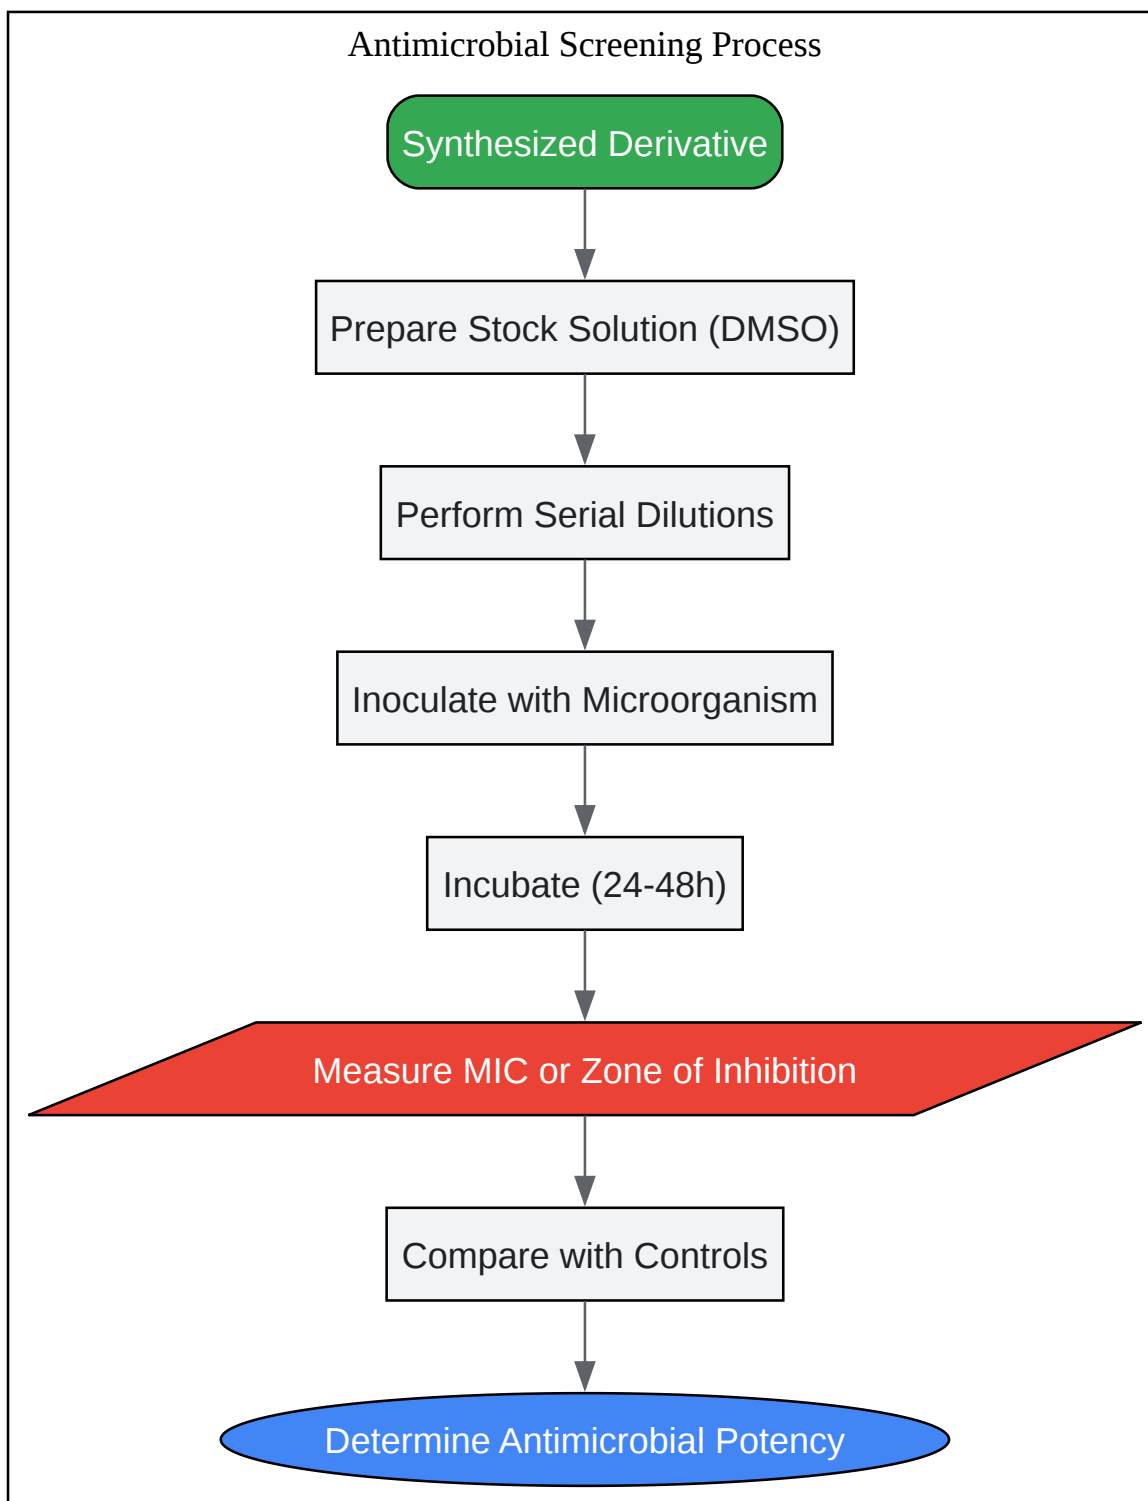 Antimicrobial Screening Process
Synthesized Derivative
Prepare Stock Solution (DMSO)
Perform Serial Dilutions
Inoculate with Microorganism
Incubate (24-48h)
Measure MIC or Zone of Inhibition
Compare with Controls
Determine Antimicrobial Potency